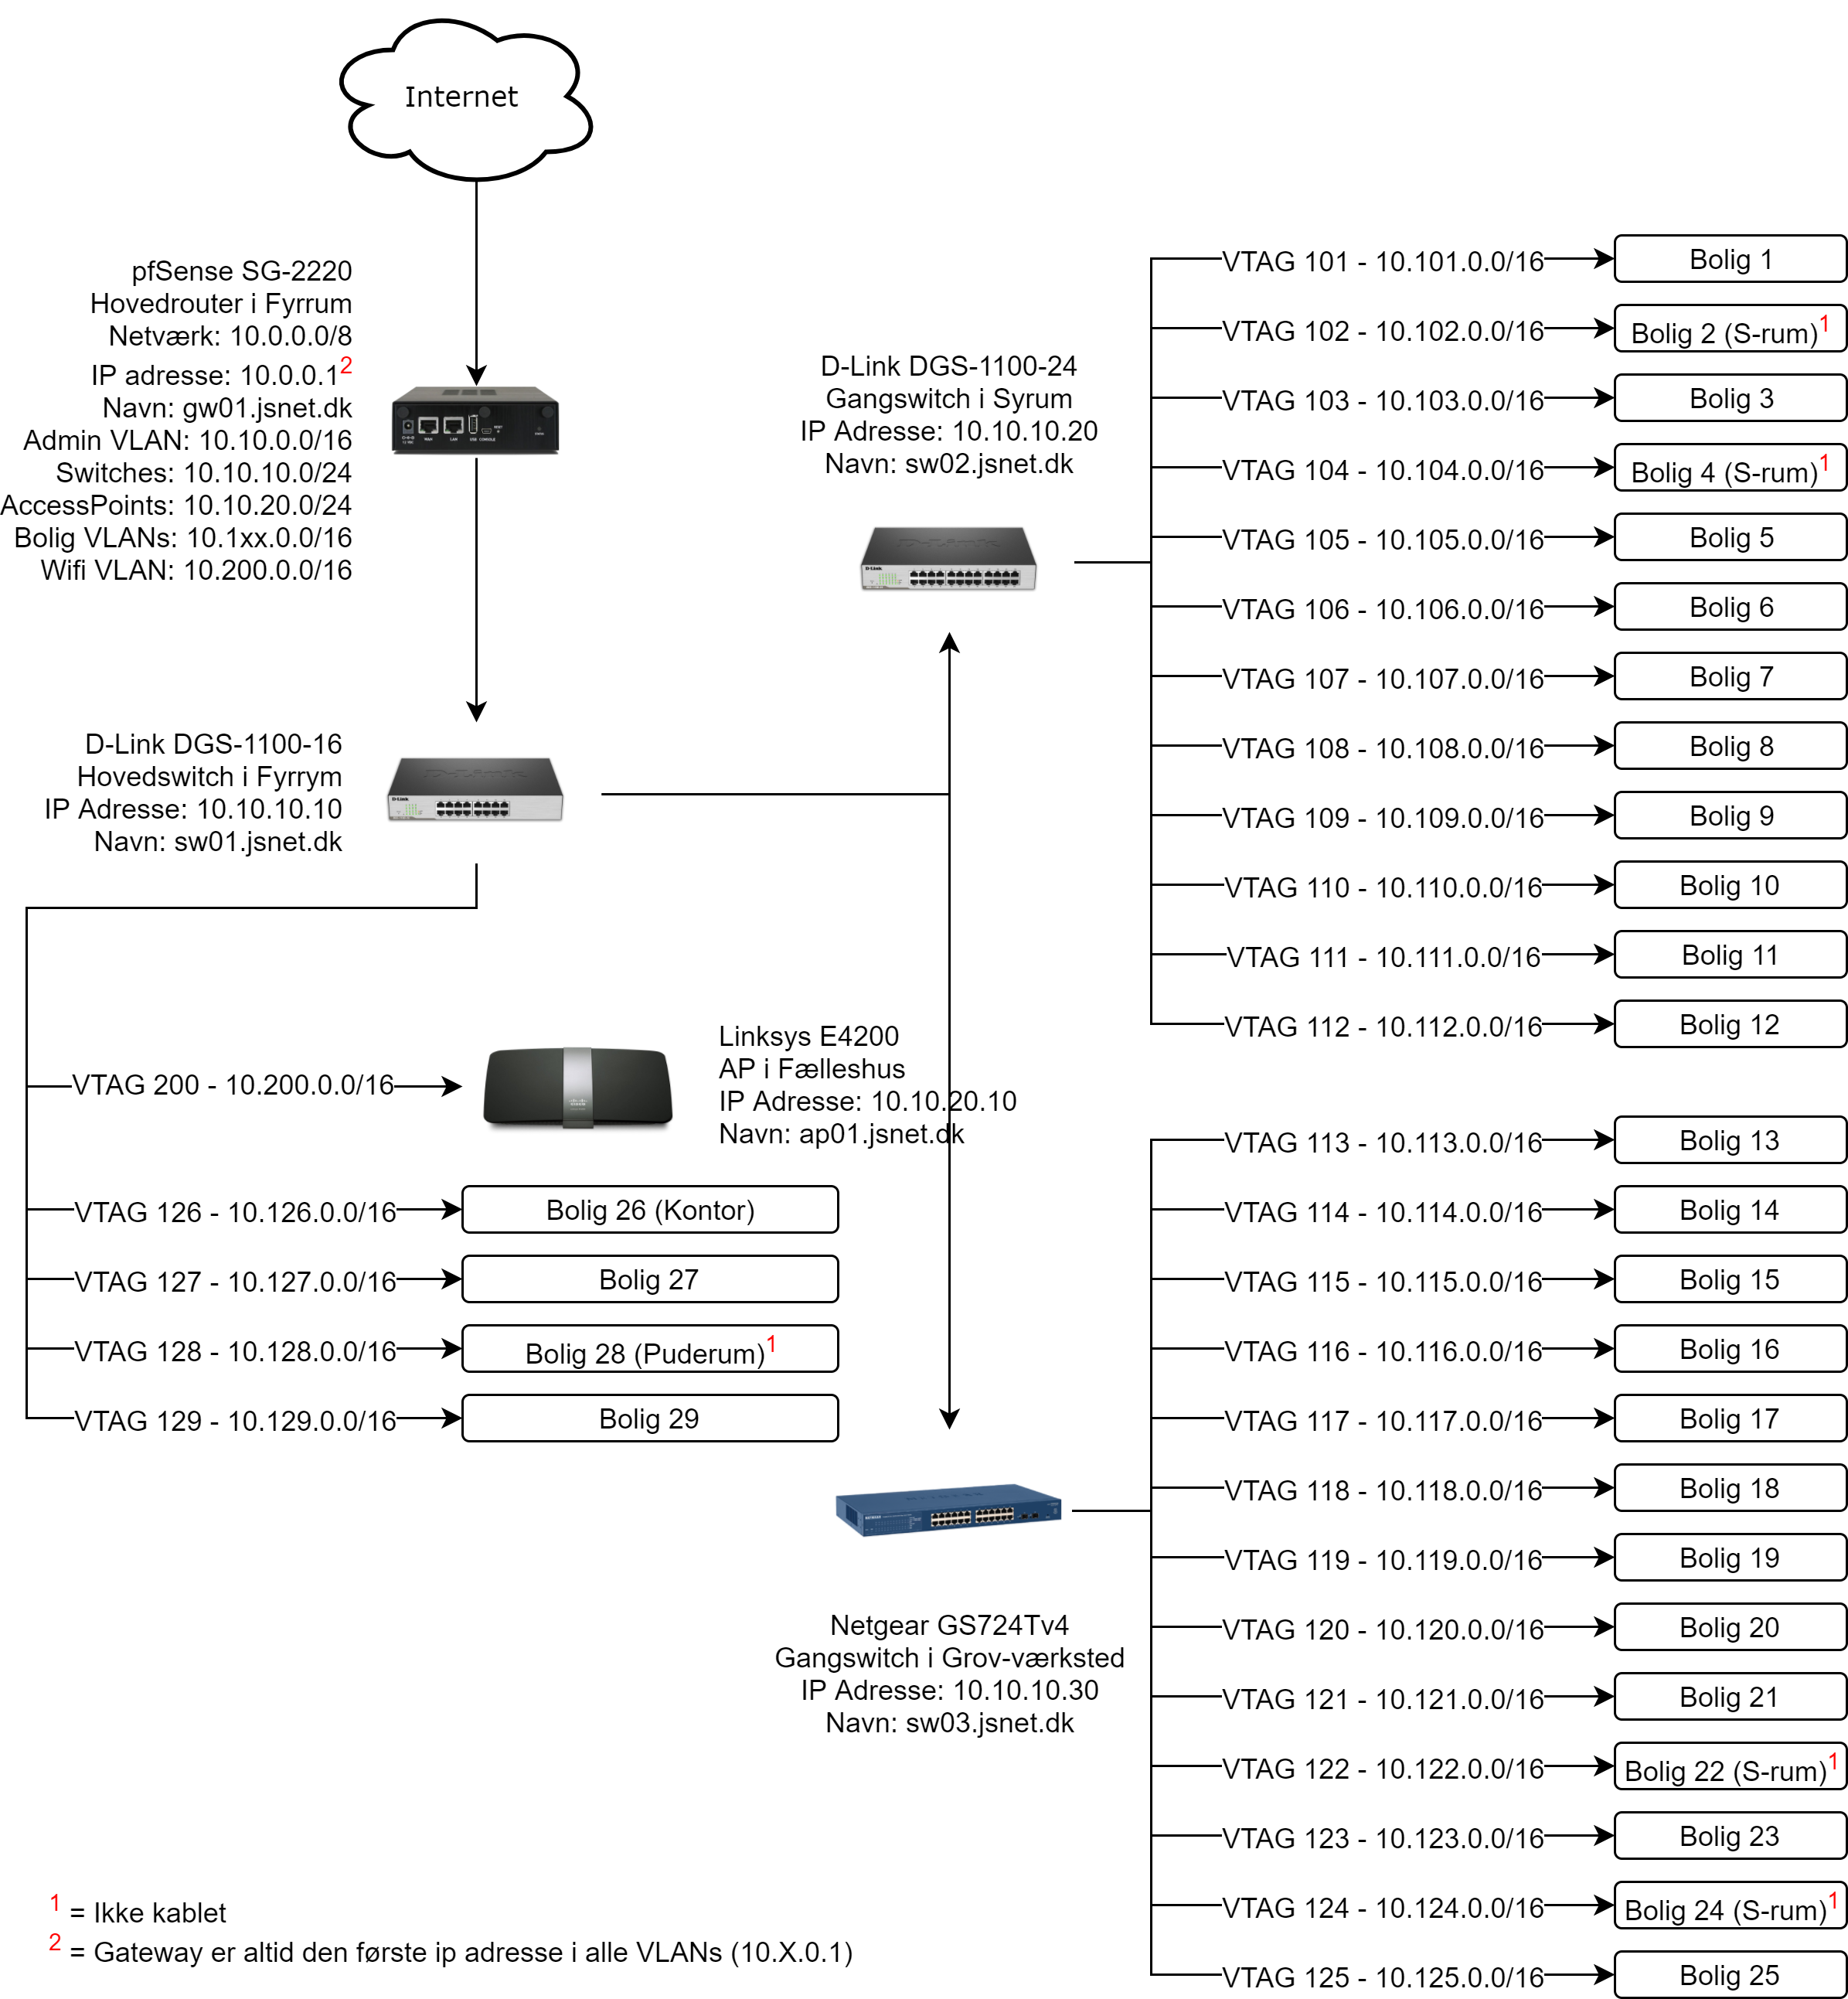 Internet
pfSense SG-2220
Hovedrouter i Fyrrum
Netværk: 10.0.0.0/8
IP adresse: 10.0.0.1²
Navn: gw01.jsnet.dk
Admin VLAN: 10.10.0.0/16
Switches: 10.10.10.0/24
AccessPoints: 10.10.20.0/24
Bolig VLANs: 10.1xx.0.0/16
Wifi VLAN: 10.200.0.0/16
WAN LAN USB CONSOLE
D-Link DGS-1100-16
Hovedswitch i Fyrrym
IP Adresse: 10.10.10.10
Navn: sw01.jsnet.dk
D-Link
D-Link
VTAG 200 - 10.200.0.0/16
Linksys E4200
AP i Fælleshus
IP Adresse: 10.10.20.10
Navn: ap01.jsnet.dk
VTAG 126 - 10.126.0.0/16 Bolig 26 (Kontor)
VTAG 127 - 10.127.0.0/16 Bolig 27
VTAG 128 - 10.128.0.0/16 Bolig 28 (Puderum)¹
VTAG 129 - 10.129.0.0/16 Bolig 29
D-Link DGS-1100-24
Gangswitch i Syrum
IP Adresse: 10.10.10.20
Navn: sw02.jsnet.dk
D-Link
D-Link
VTAG 101 - 10.101.0.0/16 Bolig 1
VTAG 102 - 10.102.0.0/16 Bolig 2 (S-rum)¹
VTAG 103 - 10.103.0.0/16 Bolig 3
VTAG 104 - 10.104.0.0/16 Bolig 4 (S-rum)¹
VTAG 105 - 10.105.0.0/16 Bolig 5
VTAG 106 - 10.106.0.0/16 Bolig 6
VTAG 107 - 10.107.0.0/16 Bolig 7
VTAG 108 - 10.108.0.0/16 Bolig 8
VTAG 109 - 10.109.0.0/16 Bolig 9
VTAG 110 - 10.110.0.0/16 Bolig 10
VTAG 111 - 10.111.0.0/16 Bolig 11
VTAG 112 - 10.112.0.0/16 Bolig 12
Netgear GS724Tv4
Gangswitch i Grov-værksted
IP Adresse: 10.10.10.30
Navn: sw03.jsnet.dk
VTAG 113 - 10.113.0.0/16 Bolig 13
VTAG 114 - 10.114.0.0/16 Bolig 14
VTAG 115 - 10.115.0.0/16 Bolig 15
VTAG 116 - 10.116.0.0/16 Bolig 16
VTAG 117 - 10.117.0.0/16 Bolig 17
VTAG 118 - 10.118.0.0/16 Bolig 18
VTAG 119 - 10.119.0.0/16 Bolig 19
VTAG 120 - 10.120.0.0/16 Bolig 20
VTAG 121 - 10.121.0.0/16 Bolig 21
VTAG 122 - 10.122.0.0/16 Bolig 22 (S-rum)¹
VTAG 123 - 10.123.0.0/16 Bolig 23
VTAG 124 - 10.124.0.0/16 Bolig 24 (S-rum)¹
VTAG 125 - 10.125.0.0/16 Bolig 25
¹ = Ikke kablet
² = Gateway er altid den første ip adresse i alle VLANs (10.X.0.1)